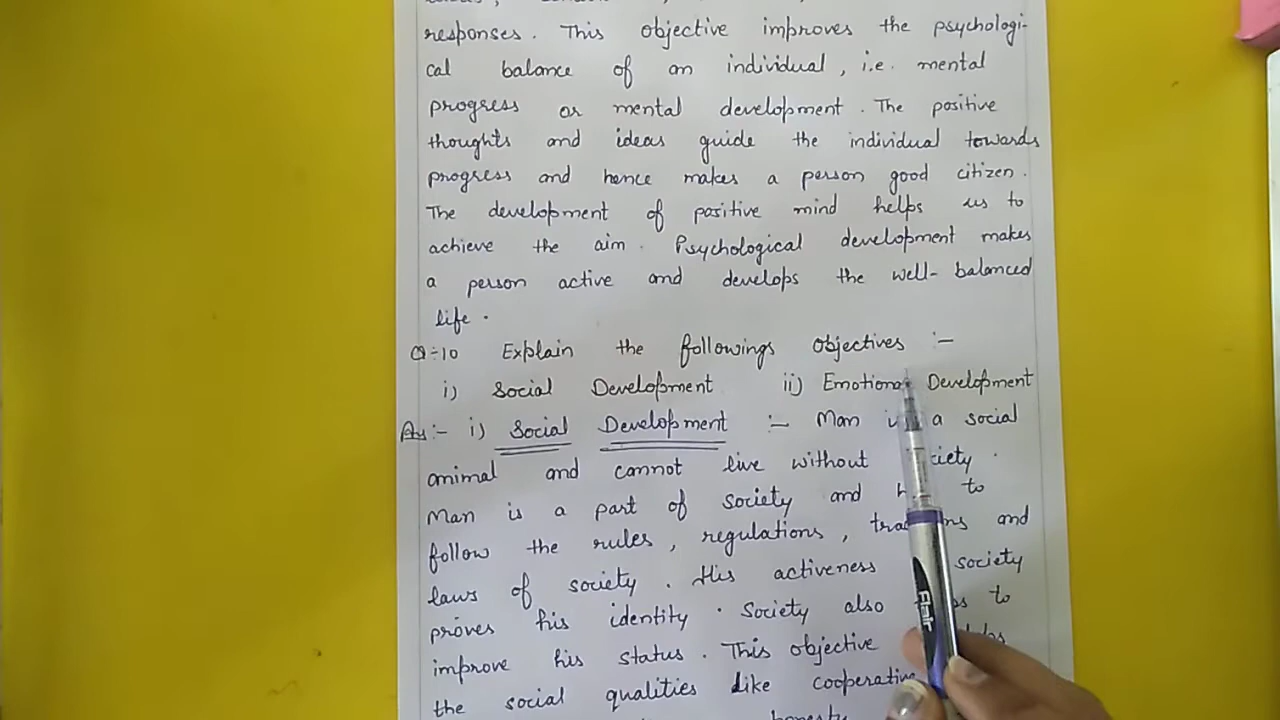 responses. This objective improves the psychologi-
cal balance of an individual, i.e. mental
progress or mental development. The positive
thoughts and ideas guide the individual towards
progress and hence makes a person good citizen.
The development of positive mind helps us to
achieve the aim. Psychological development makes
a person active and develops the well-balanced
life.
Q:-10 Explain the followings objectives :-
i) Social Development ii) Emotional Development
Ans:- i) Social Development :- Man is a social
animal and cannot live without society.
Man is a part of society and to
follow the rules, regulations, traditions and
laws of society. His activeness society
proves his identity. Society also to
improve his status. This objective
the social qualities like cooperative
honesty
Flair